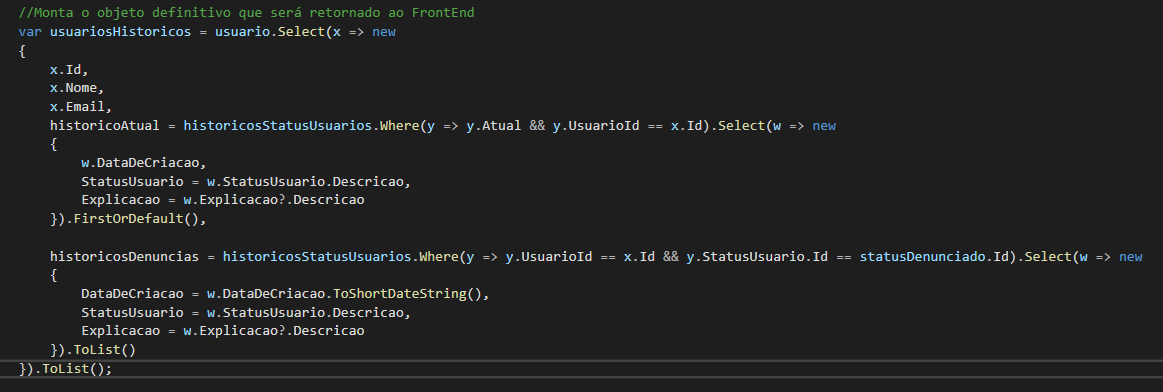 //Monta o objeto definitivo que será retornado ao FrontEnd
var usuariosHistoricos = usuario.Select(x => new
{
    x.Id,
    x.Nome,
    x.Email,
    historicoAtual = historicosStatusUsuarios.Where(y => y.Atual && y.UsuarioId == x.Id).Select(w => new
    {
        w.DataDeCriacao,
        StatusUsuario = w.StatusUsuario.Descricao,
        Explicacao = w.Explicacao?.Descricao
    }).FirstOrDefault(),

    historicosDenuncias = historicosStatusUsuarios.Where(y => y.UsuarioId == x.Id && y.StatusUsuario.Id == statusDenunciado.Id).Select(w => new
    {
        DataDeCriacao = w.DataDeCriacao.ToShortDateString(),
        StatusUsuario = w.StatusUsuario.Descricao,
        Explicacao = w.Explicacao?.Descricao
    }).ToList()
}).ToList();